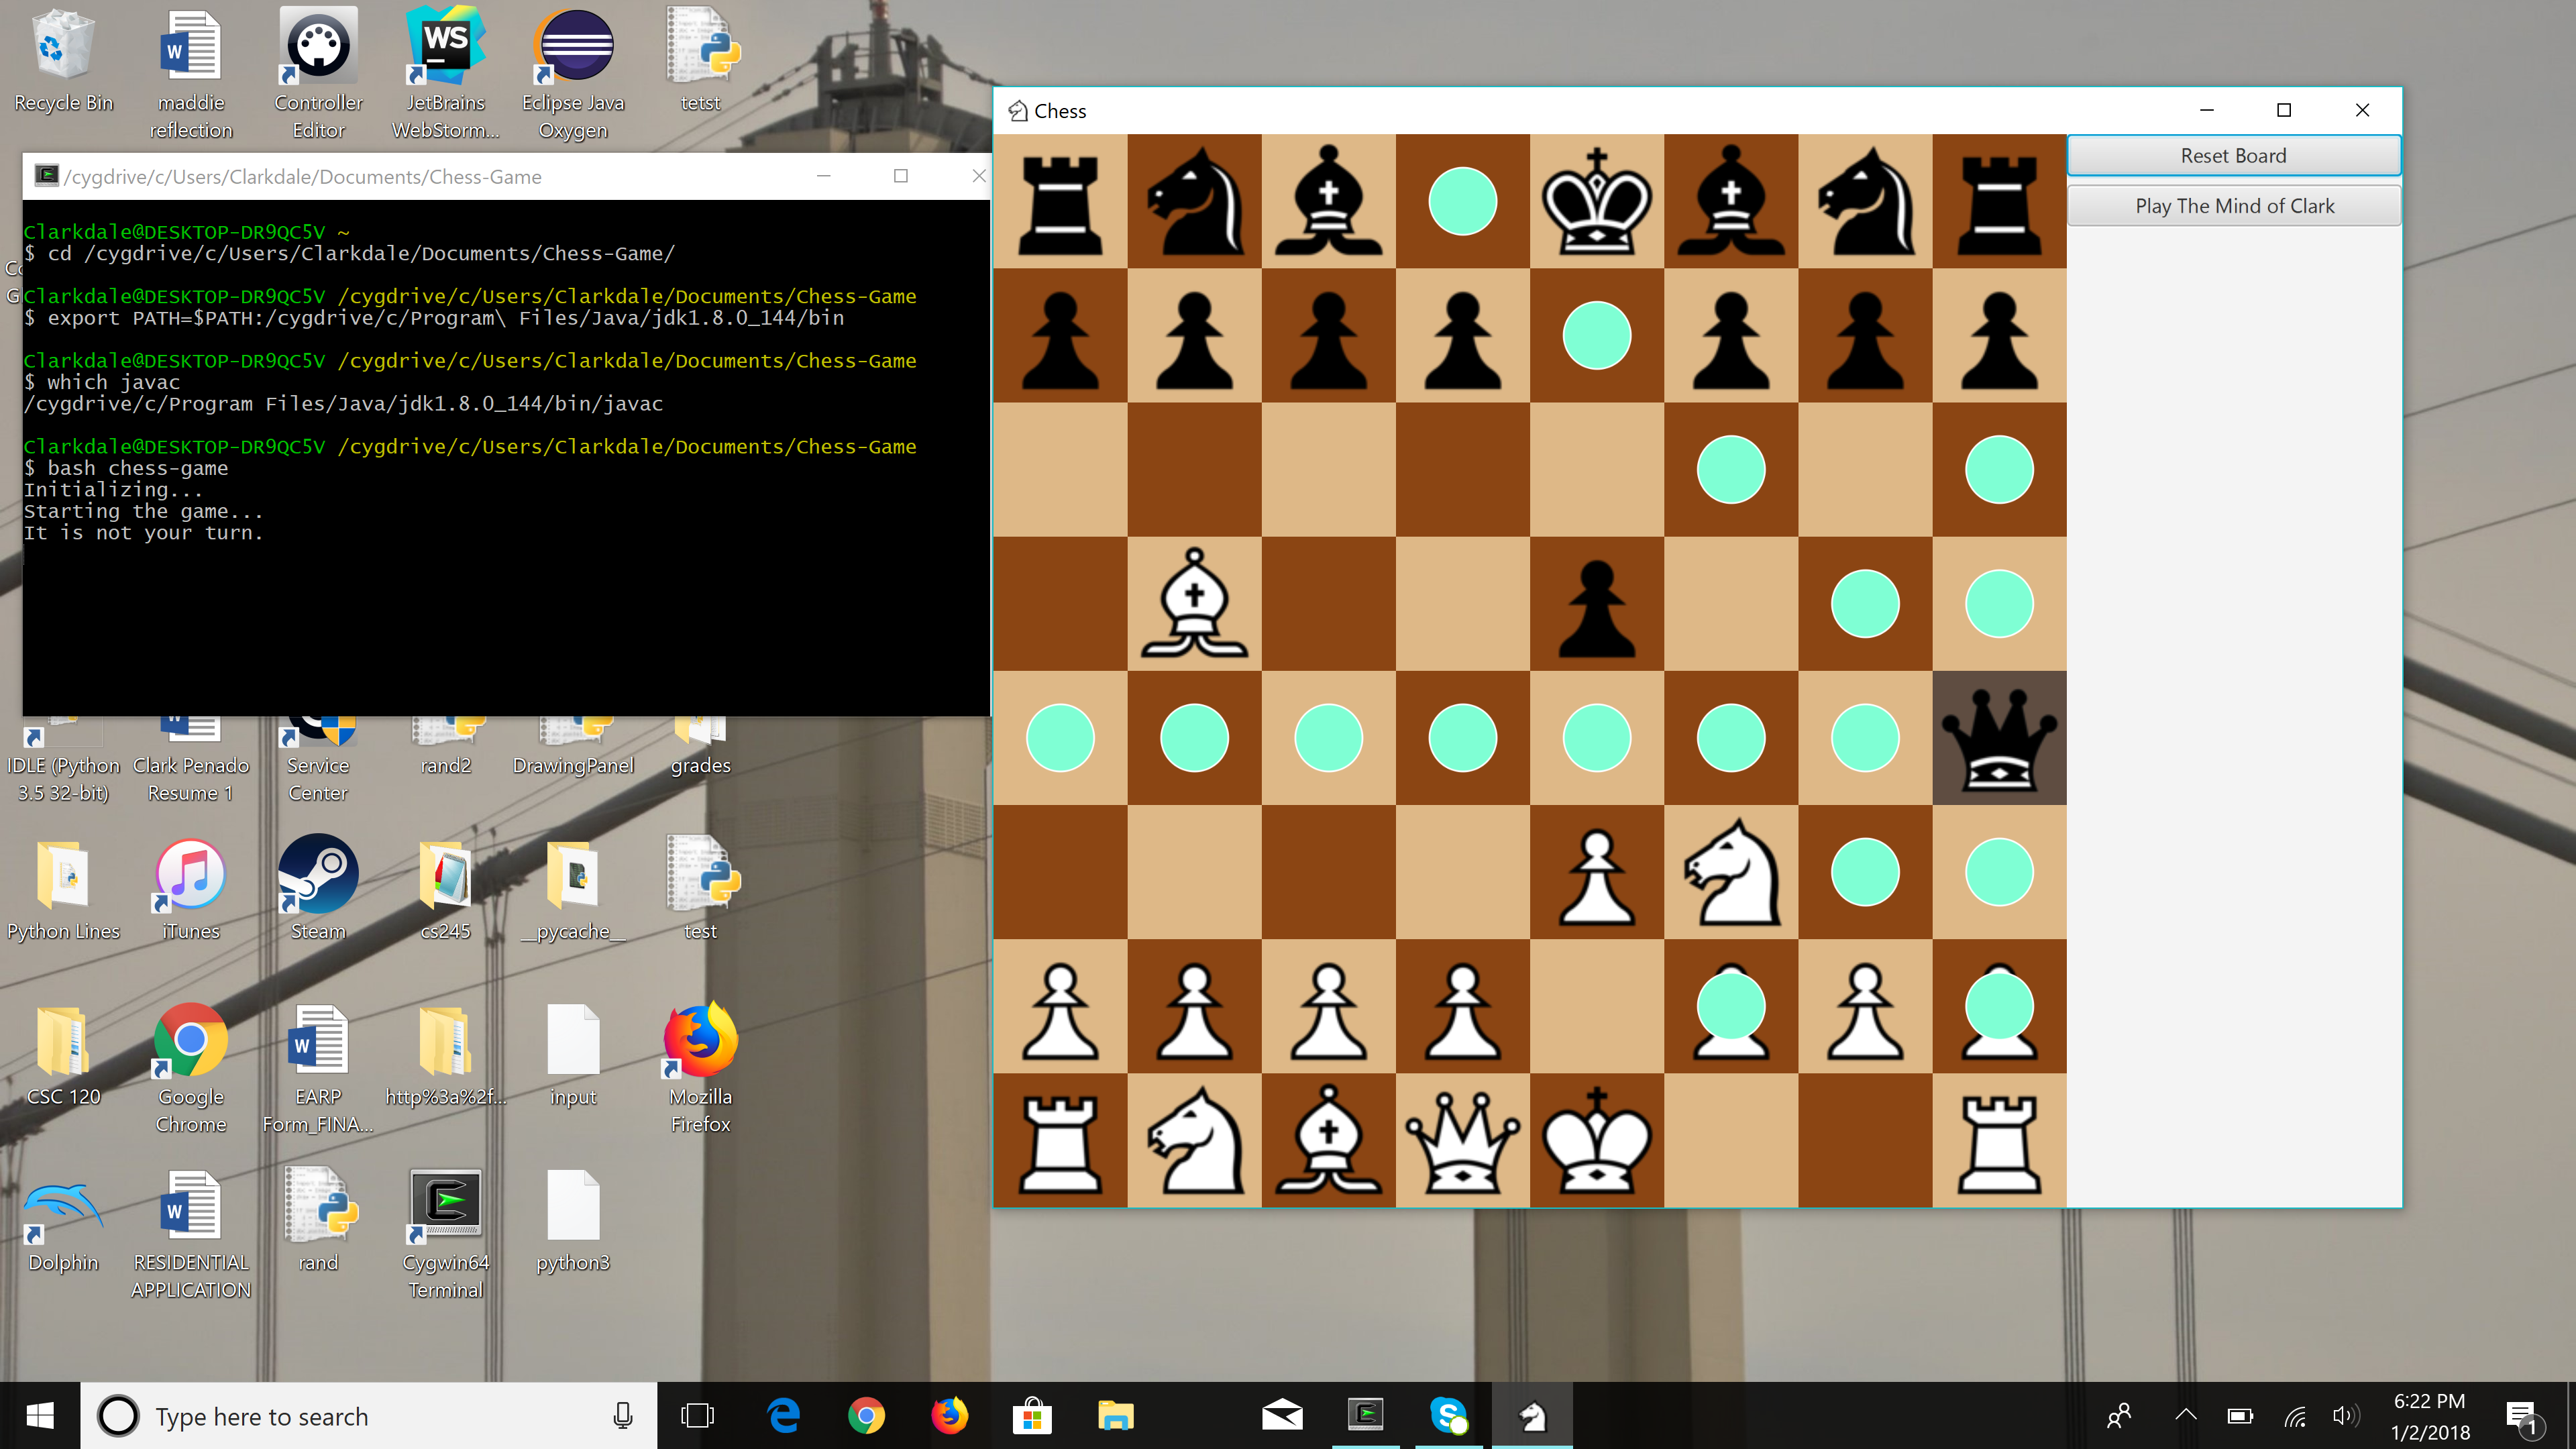 Recycle Bin
maddie
reflection
Controller
Editor
WS
JetBrains
WebStorm...
Eclipse Java
Oxygen
tetst
/cygdrive/c/Users/Clarkdale/Documents/Chess-Game
Clarkdale@DESKTOP-DR9QC5V ~
$ cd /cygdrive/c/Users/Clarkdale/Documents/Chess-Game/
Clarkdale@DESKTOP-DR9QC5V /cygdrive/c/Users/Clarkdale/Documents/Chess-Game
$ export PATH=$PATH:/cygdrive/c/Program\ Files/Java/jdk1.8.0_144/bin
Clarkdale@DESKTOP-DR9QC5V /cygdrive/c/Users/Clarkdale/Documents/Chess-Game
$ which javac
/cygdrive/c/Program Files/Java/jdk1.8.0_144/bin/javac
Clarkdale@DESKTOP-DR9QC5V /cygdrive/c/Users/Clarkdale/Documents/Chess-Game
$ bash chess-game
Initializing...
Starting the game...
It is not your turn.
Chess
Reset Board
Play The Mind of Clark
IDLE (Python
3.5 32-bit)
Clark Penado
Resume 1
Service
Center
rand2
DrawingPanel
grades
Python Lines
iTunes
Steam
cs245
__pycache__
test
CSC 120
Google
Chrome
EARP
Form_FINA...
http%3a%2f...
input
Mozilla
Firefox
Dolphin
RESIDENTIAL
APPLICATION
rand
Cygwin64
Terminal
python3
Type here to search
6:22 PM
1/2/2018
1